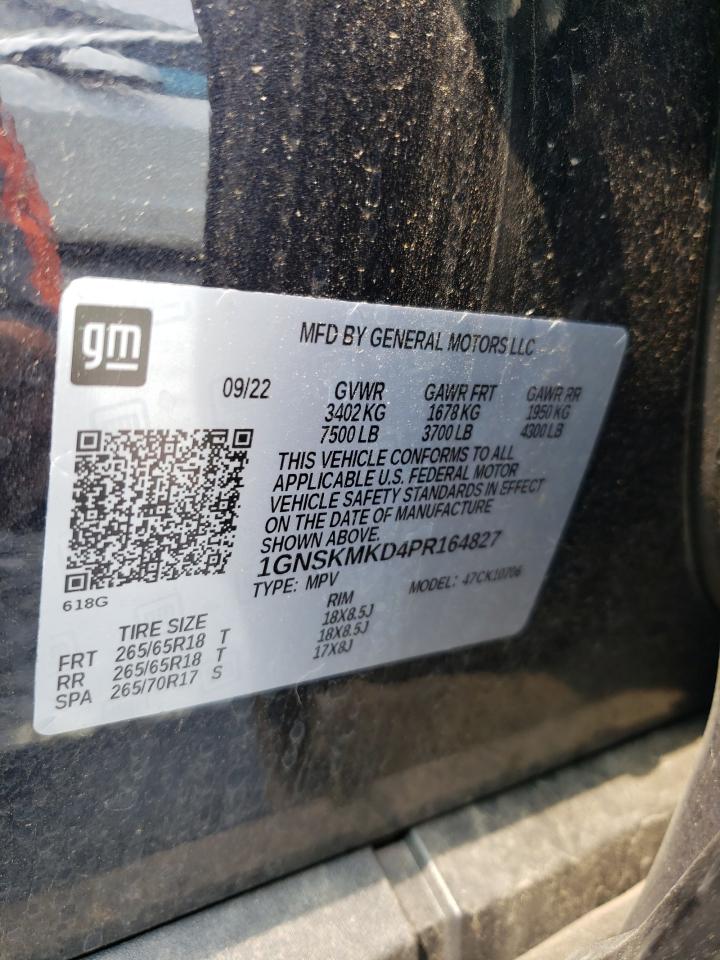 gm
MFD BY GENERAL MOTORS LLC
09/22 GVWR GAWR FRT GAWR RR
3402 KG 1678 KG 1950 KG
7500 LB 3700 LB 4300 LB
THIS VEHICLE CONFORMS TO ALL
APPLICABLE U.S. FEDERAL MOTOR
VEHICLE SAFETY STANDARDS IN EFFECT
ON THE DATE OF MANUFACTURE
SHOWN ABOVE.
1GNSKMKD4PR164827
TYPE: MPV MODEL: 47CK10706
618G
TIRE SIZE RIM
FRT 265/65R18 T 18X8.5J
RR 265/65R18 T 18X8.5J
SPA 265/70R17 S 17X8J